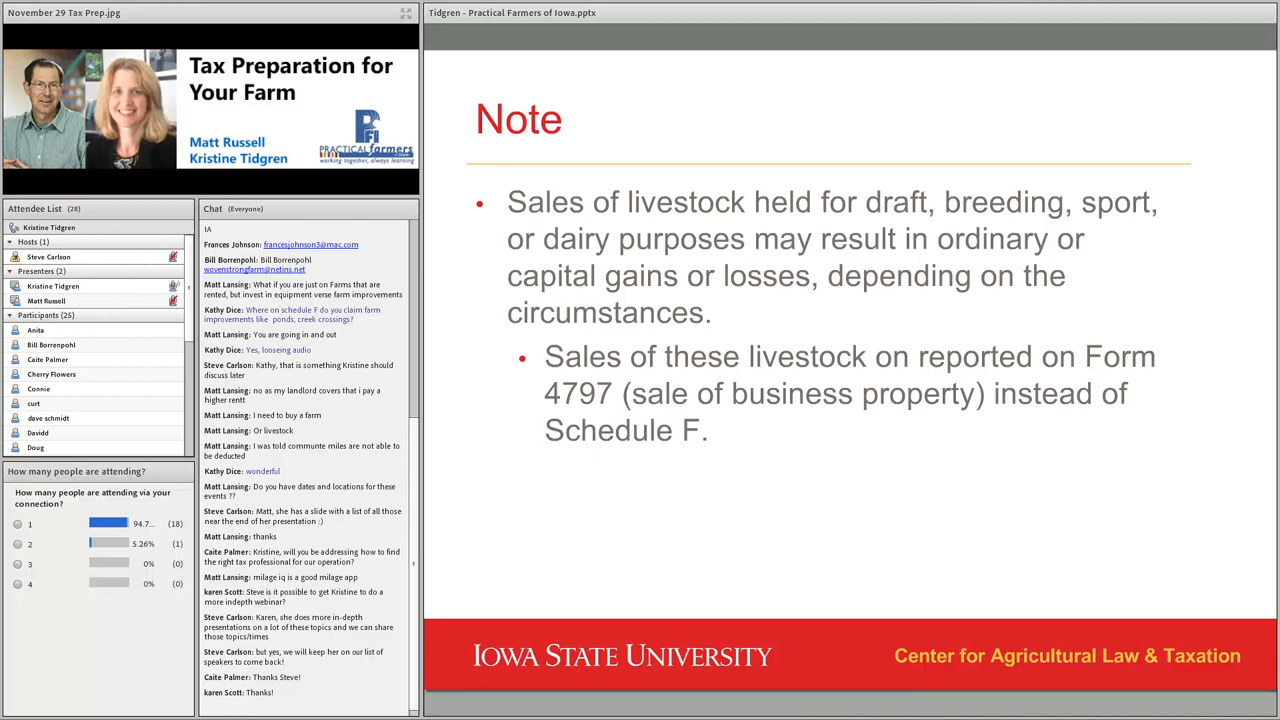 November 29 Tax Prep.jpg
Tax Preparation for
Your Farm
Matt Russell
Kristine Tidgren
PFI
PRACTICAL farmers
working together, always learning
Attendee List (28)
Kristine Tidgren
Hosts (1)
Steve Carlson
Presenters (2)
Kristine Tidgren
Matt Russell
Participants (25)
Anita
Bill Borrenpohl
Caite Palmer
Cherry Flowers
Connie
curt
dave schmidt
Davidd
Doug
How many people are attending?
How many people are attending via your
connection?
1 94.7... (18)
2 5.26% (1)
3 0% (0)
4 0% (0)
Chat (Everyone)
IA
Frances Johnson: francesjohnson3@mac.com
Bill Borrenpohl: Bill Borrenpohl
wovenstrongfarm@netins.net
Matt Lansing: What if you are just on Farms that are
rented, but invest in equipment verse farm improvements
Kathy Dice: Where on schedule F do you claim farm
improvements like ponds, creek crossings?
Matt Lansing: You are going in and out
Kathy Dice: Yes, looseing audio
Steve Carlson: Kathy, that is something Kristine should
discuss later
Matt Lansing: no as my landlord covers that i pay a
higher rentt
Matt Lansing: I need to buy a farm
Matt Lansing: Or livestock
Matt Lansing: I was told communte miles are not able to
be deducted
Kathy Dice: wonderful
Matt Lansing: Do you have dates and locations for these
events ??
Steve Carlson: Matt, she has a slide with a list of all those
near the end of her presentation :)
Matt Lansing: thanks
Caite Palmer: Kristine, will you be addressing how to find
the right tax professional for our operation?
Matt Lansing: milage iq is a good milage app
karen Scott: Steve is it possible to get Kristine to do a
more indepth webinar?
Steve Carlson: Karen, she does more in-depth
presentations on a lot of these topics and we can share
those topics/times
Steve Carlson: but yes, we will keep her on our list of
speakers to come back!
Caite Palmer: Thanks Steve!
karen Scott: Thanks!
Tidgren - Practical Farmers of Iowa.pptx
Note
• Sales of livestock held for draft, breeding, sport,
or dairy purposes may result in ordinary or
capital gains or losses, depending on the
circumstances.
• Sales of these livestock on reported on Form
4797 (sale of business property) instead of
Schedule F.
IOWA STATE UNIVERSITY
Center for Agricultural Law & Taxation